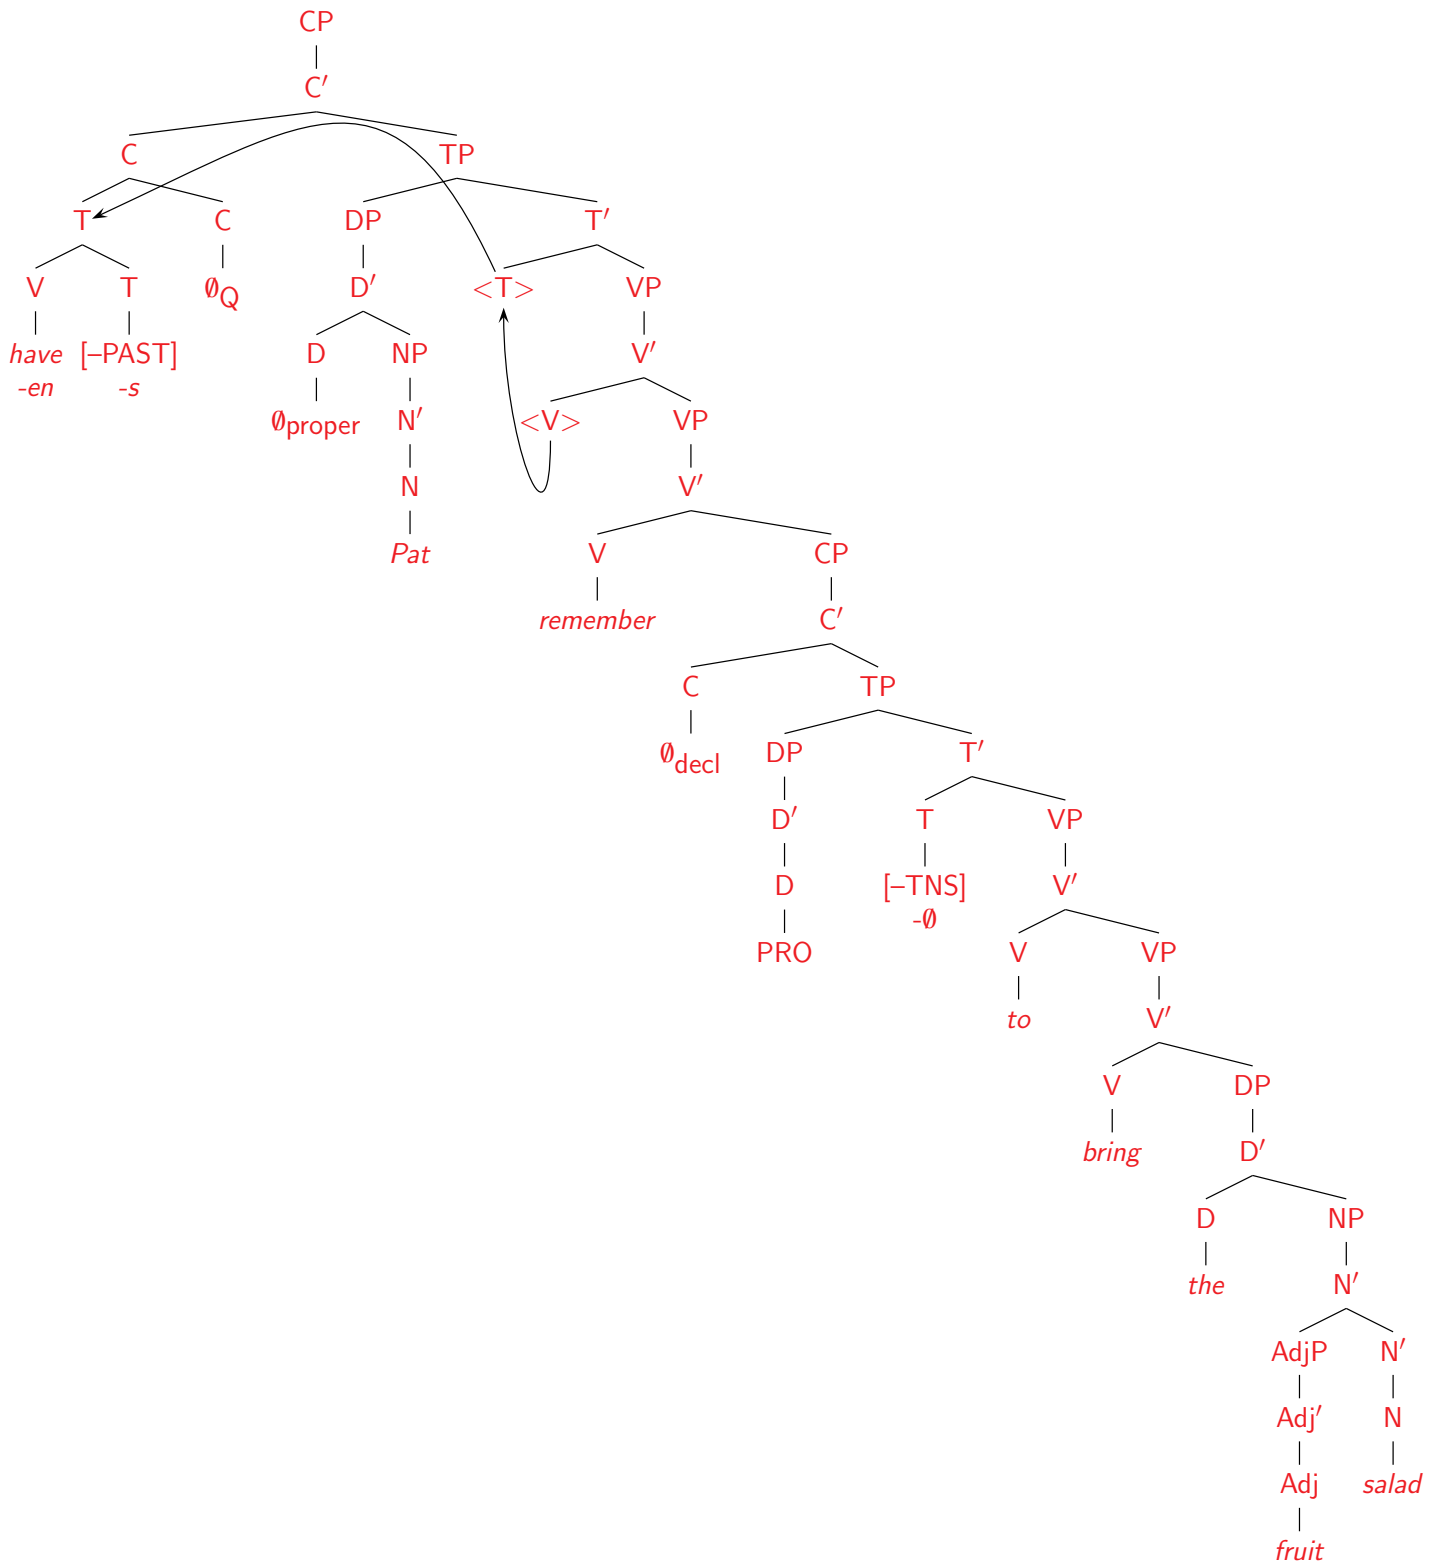 CP
C′
C TP
T C DP T′
V T ∅Q D′ <T> VP
have [–PAST] D NP V′
-en -s
∅proper N′ <V> VP
N V′
Pat V CP
remember C′
C TP
∅decl DP T′
D′ T VP
D [–TNS] V′
-∅
PRO V VP
to V′
V DP
bring D′
D NP
the N′
AdjP N′
Adj′ N
Adj salad
fruit